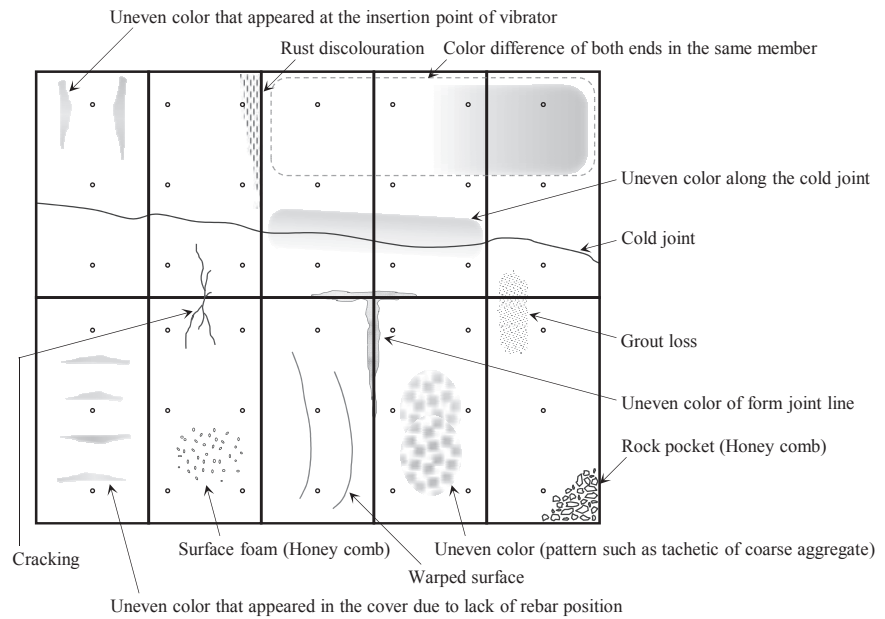 Uneven color that appeared at the insertion point of vibrator
Rust discolouration
Color difference of both ends in the same member
Uneven color along the cold joint
Cold joint
Grout loss
Uneven color of form joint line
Rock pocket (Honey comb)
Cracking
Surface foam (Honey comb)
Uneven color (pattern such as tachetic of coarse aggregate)
Warped surface
Uneven color that appeared in the cover due to lack of rebar position